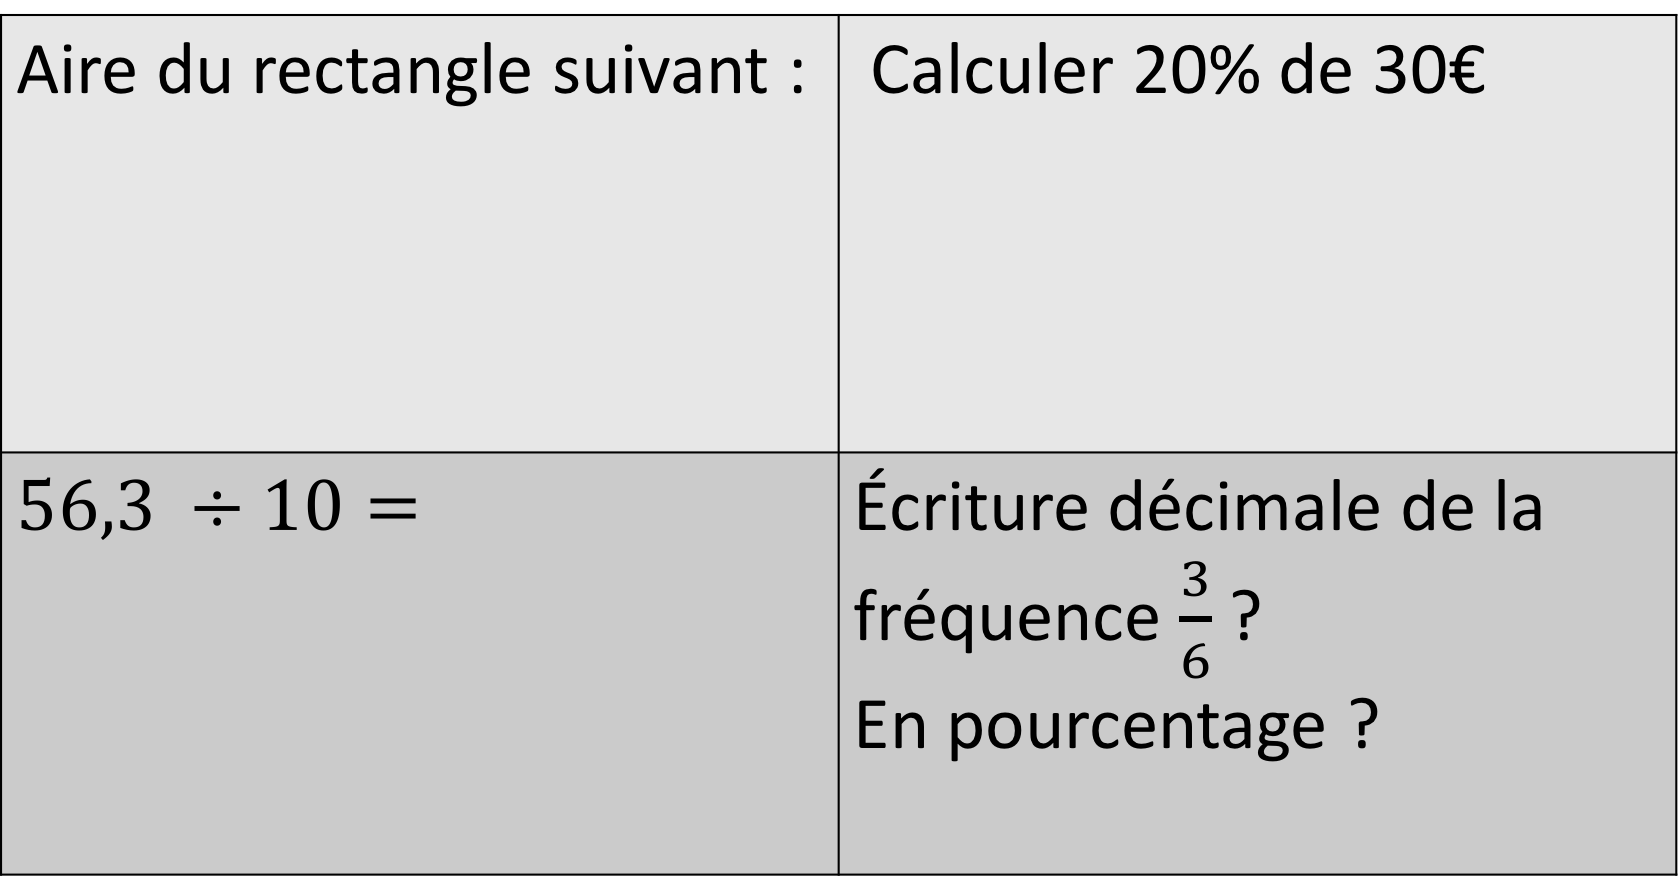 Aire du rectangle suivant :
Calculer 20% de 30€
56,3 ÷ 10 =
Écriture décimale de la
fréquence 3/6 ?
En pourcentage ?